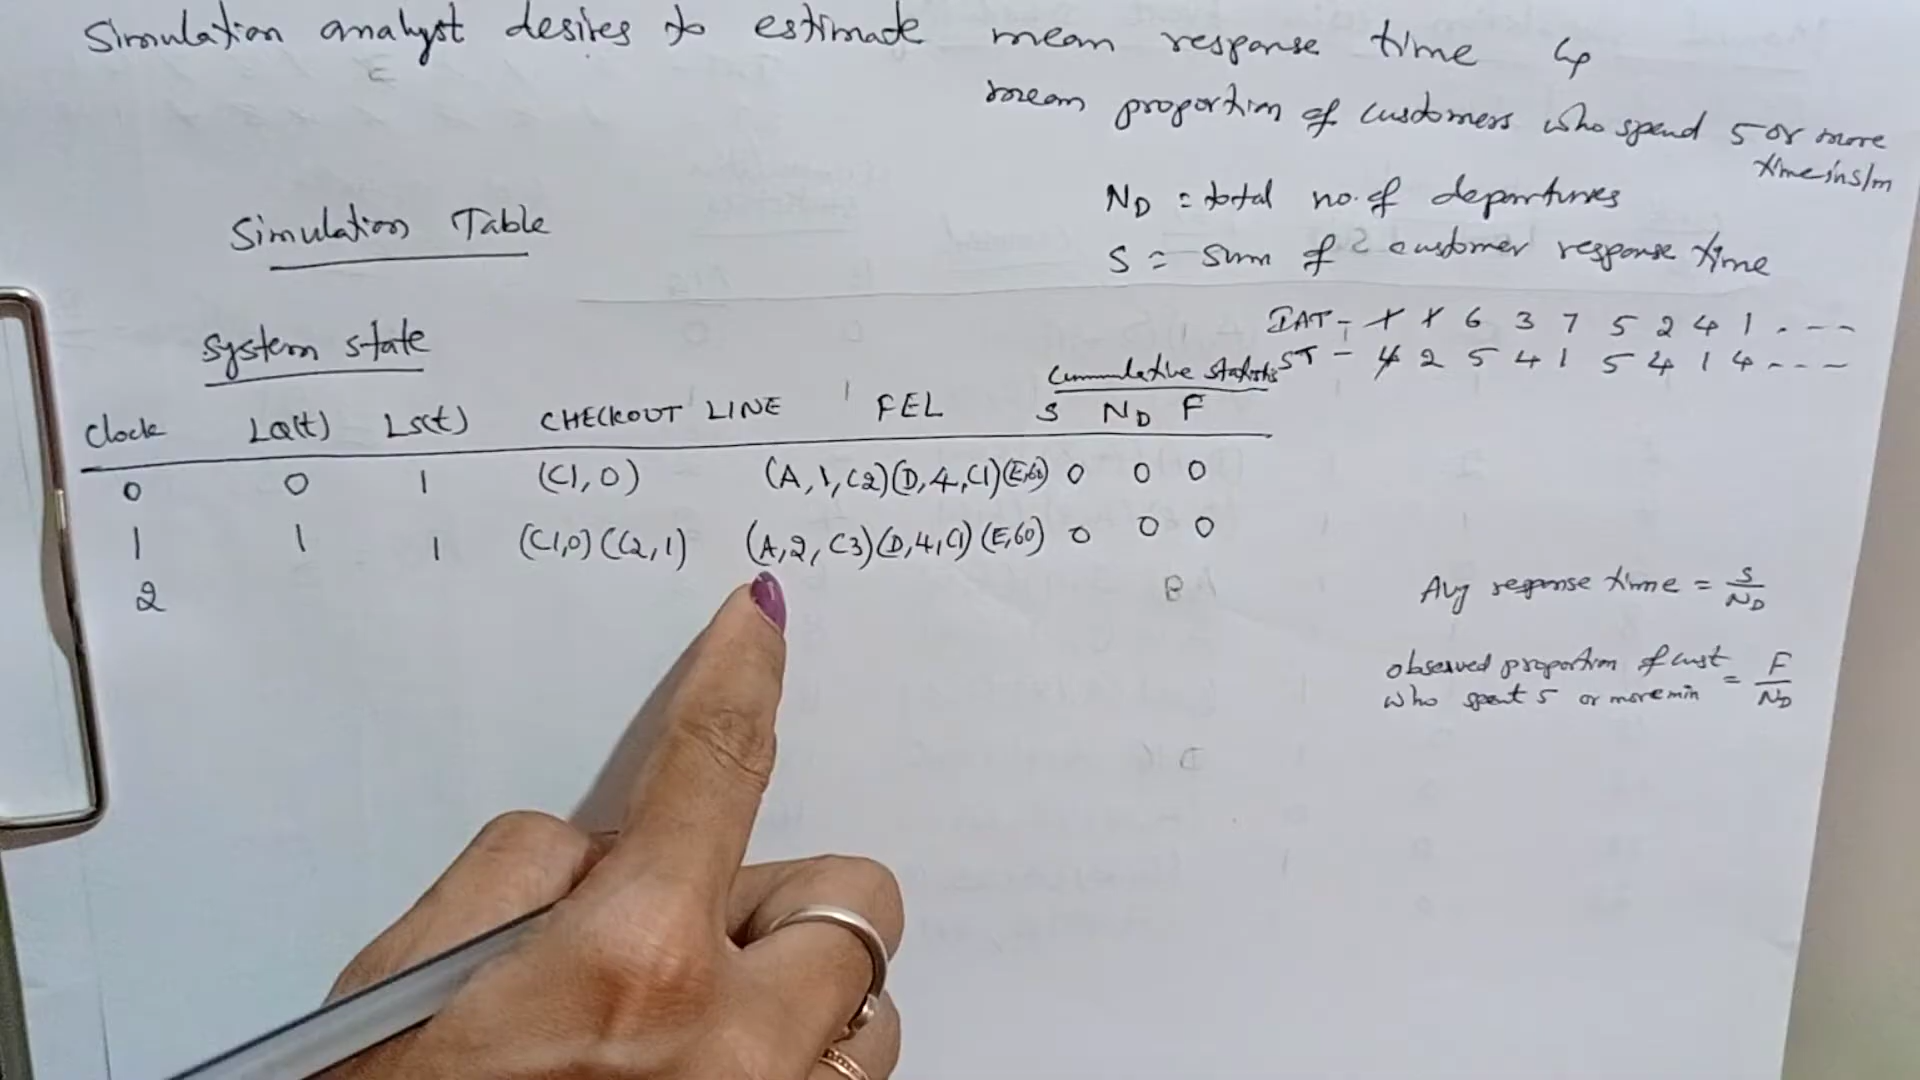 Simulation analyst desires to estimate mean response time &
mean proportion of customers who spend 5 or more
time in s/m
ND = total no. of departures
S = sum of customer response time
Simulation Table
IAT - 1 1 6 3 7 5 2 4 1 . - - -
ST - 4 2 5 4 1 5 4 1 4 - - - -
System state
Cummulative statistics
Clock LQ(t) LS(t) CHECKOUT LINE FEL S ND F
0 0 1 (C1,0) (A,1,C2)(D,4,C1)(E,60) 0 0 0
1 1 1 (C1,0) (C2,1) (A,2,C3)(D,4,C1)(E,60) 0 0 0
2
Avg response time = S/ND
observed proportion of cust
who spent 5 or more min = F/ND